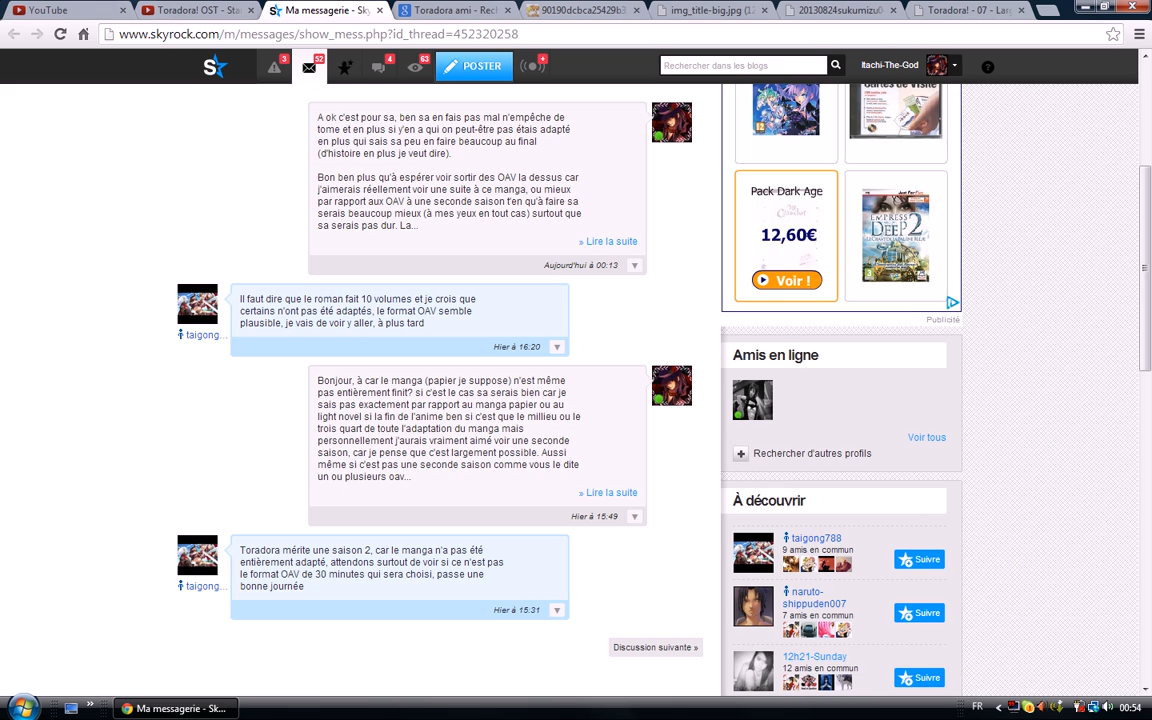 YouTube
Toradora! OST - Sta
Ma messagerie - Sky
Toradora ami - Rech
90190dcbca25429b3
img_title-big.jpg (12
20130824sukumizu0
Toradora! - 07 - Larg
www.skyrock.com/m/messages/show_mess.php?id_thread=452320258
3
52
4
63
POSTER
Rechercher dans les blogs
Itachi-The-God
A ok c'est pour sa, ben sa en fais pas mal n'empêche de
tome et en plus si y'en a qui on peut-être pas étais adapté
en plus qui sais sa peu en faire beaucoup au final
(d'histoire en plus je veut dire).
Bon ben plus qu'à espérer voir sortir des OAV la dessus car
j'aimerais réellement voir une suite à ce manga, ou mieux
par rapport aux OAV à une seconde saison t'en qu'à faire sa
serais beaucoup mieux (à mes yeux en tout cas) surtout que
sa serais pas dur. La...
» Lire la suite
Aujourd'hui à 00:13
Il faut dire que le roman fait 10 volumes et je crois que
certains n'ont pas été adaptés, le format OAV semble
plausible, je vais de voir y aller, à plus tard
taigong...
Hier à 16:20
Bonjour, à car le manga (papier je suppose) n'est même
pas entièrement finit? si c'est le cas sa serais bien car je
sais pas exactement par rapport au manga papier ou au
light novel si la fin de l'anime ben si c'est que le millieu ou le
trois quart de toute l'adaptation du manga mais
personnellement j'aurais vraiment aimé voir une seconde
saison, car je pense que c'est largement possible. Aussi
même si c'est pas une seconde saison comme vous le dite
un ou plusieurs oav...
» Lire la suite
Hier à 15:49
Toradora mérite une saison 2, car le manga n'a pas été
entièrement adapté, attendons surtout de voir si ce n'est pas
le format OAV de 30 minutes qui sera choisi, passe une
bonne journée
taigong...
Hier à 15:31
Discussion suivante »
Cartes de Visite
Pack Dark Age
12,60€
Voir !
EMPRESS
DEEP 2
Publicité
Amis en ligne
Voir tous
Rechercher d'autres profils
À découvrir
taigong788
9 amis en commun
Suivre
naruto-
shippuden007
7 amis en commun
Suivre
12h21-Sunday
12 amis en commun
Suivre
Ma messagerie - Sk...
FR
00:54